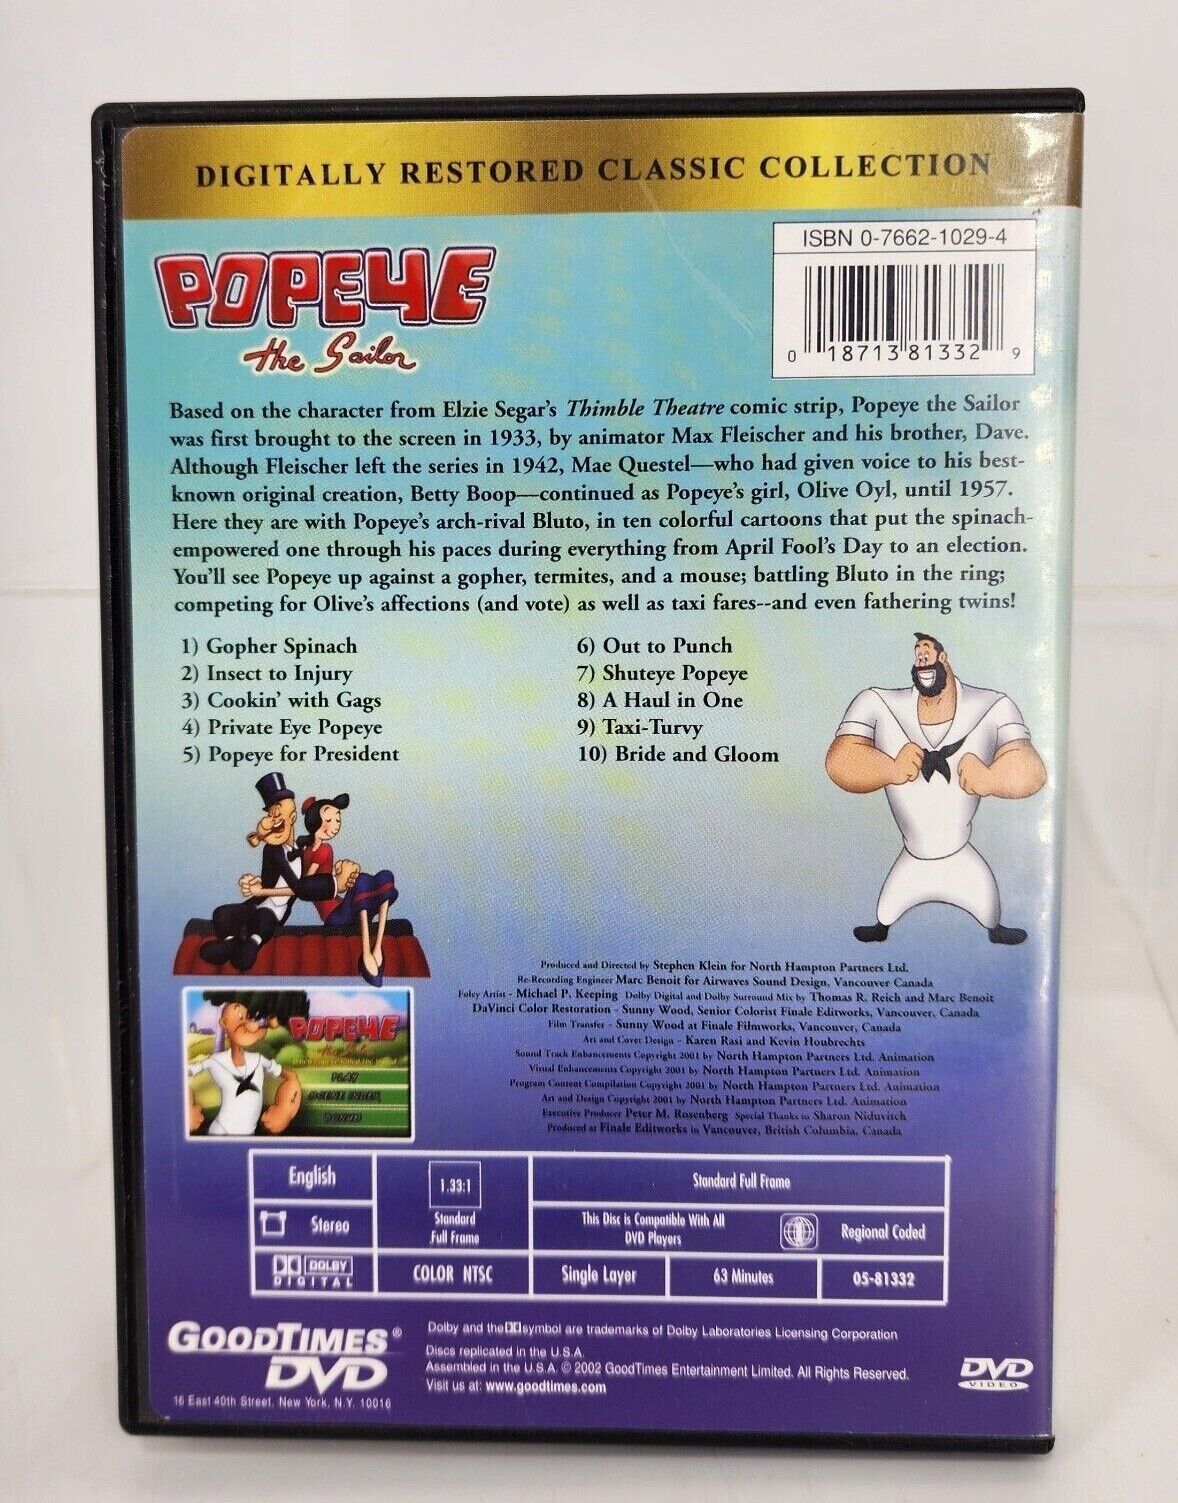 DIGITALLY RESTORED CLASSIC COLLECTION
ISBN 0-7662-1029-4
0 18713 81332 9
POPEYE
the Sailor
Based on the character from Elzie Segar's Thimble Theatre comic strip, Popeye the Sailor
was first brought to the screen in 1933, by animator Max Fleischer and his brother, Dave.
Although Fleischer left the series in 1942, Mae Questel—who had given voice to his best-
known original creation, Betty Boop—continued as Popeye's girl, Olive Oyl, until 1957.
Here they are with Popeye's arch-rival Bluto, in ten colorful cartoons that put the spinach-
empowered one through his paces during everything from April Fool's Day to an election.
You'll see Popeye up against a gopher, termites, and a mouse; battling Bluto in the ring;
competing for Olive's affections (and vote) as well as taxi fares--and even fathering twins!
1) Gopher Spinach
2) Insect to Injury
3) Cookin' with Gags
4) Private Eye Popeye
5) Popeye for President
6) Out to Punch
7) Shuteye Popeye
8) A Haul in One
9) Taxi-Turvy
10) Bride and Gloom
Produced and Directed by Stephen Klein for North Hampton Partners Ltd.
Re-Recording Engineer Marc Benoit for Airwaves Sound Design, Vancouver Canada
Foley Artist - Michael P. Keeping Dolby Digital and Dolby Surround Mix by Thomas R. Reich and Marc Benoit
DaVinci Color Restoration - Sunny Wood, Senior Colorist Finale Editworks, Vancouver, Canada
Film Transfer - Sunny Wood at Finale Filmworks, Vancouver, Canada
Art and Cover Design - Karen Rasi and Kevin Houbrechts
Sound Track Enhancements Copyright 2001 by North Hampton Partners Ltd. Animation
Visual Enhancements Copyright 2001 by North Hampton Partners Ltd. Animation
Program Content Compilation Copyright 2001 by North Hampton Partners Ltd. Animation
Art and Design Copyright 2001 by North Hampton Partners Ltd. Animation
Executive Producer Peter M. Rosenberg Special Thanks to Sharon Niduvitch
Produced at Finale Editworks in Vancouver, British Columbia, Canada
POPEYE
PLAY
SCENE INDEX
English
Stereo
DOLBY
DIGITAL
1.33:1
Standard
Full Frame
COLOR NTSC
Standard Full Frame
This Disc is Compatible With All
DVD Players
Regional Coded
Single Layer
63 Minutes
05-81332
GOODTIMES®
DVD
16 East 40th Street, New York, N.Y. 10016
Dolby and the symbol are trademarks of Dolby Laboratories Licensing Corporation
Discs replicated in the U.S.A.
Assembled in the U.S.A. © 2002 GoodTimes Entertainment Limited. All Rights Reserved.
Visit us at: www.goodtimes.com
DVD
VIDEO